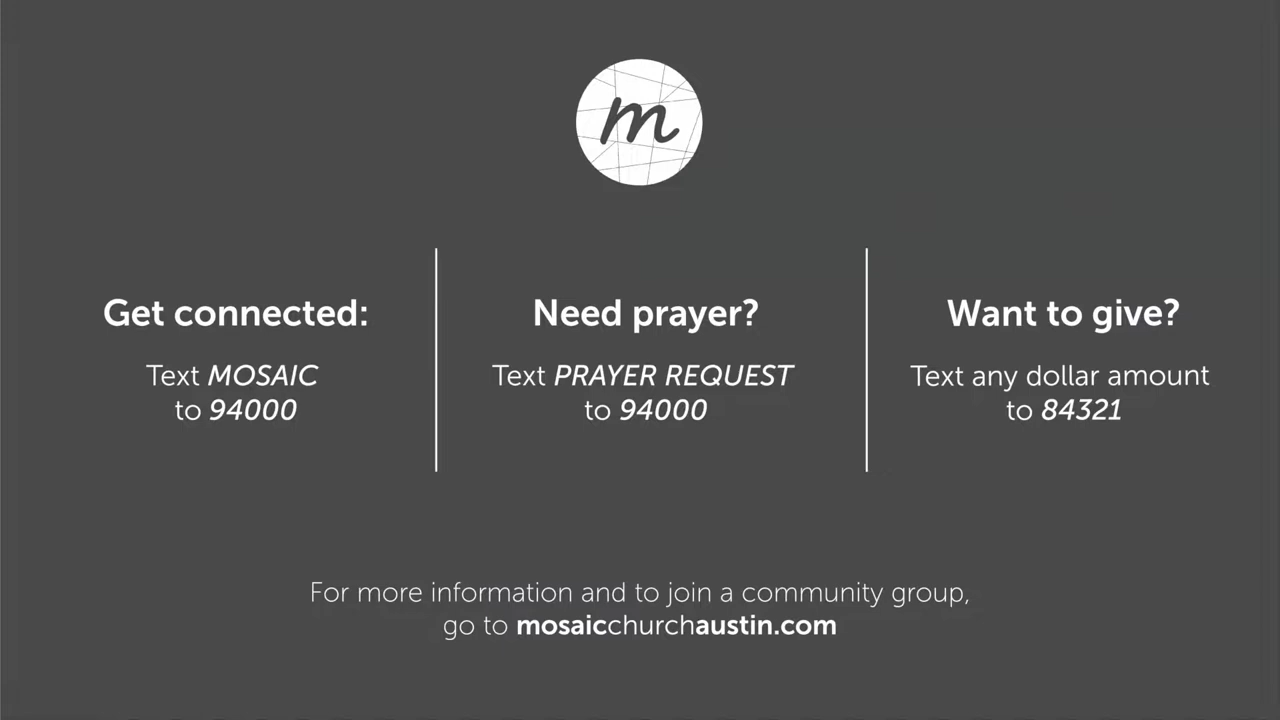 m
Get connected:
Text MOSAIC
to 94000
Need prayer?
Text PRAYER REQUEST
to 94000
Want to give?
Text any dollar amount
to 84321
For more information and to join a community group,
go to mosaicchurchaustin.com